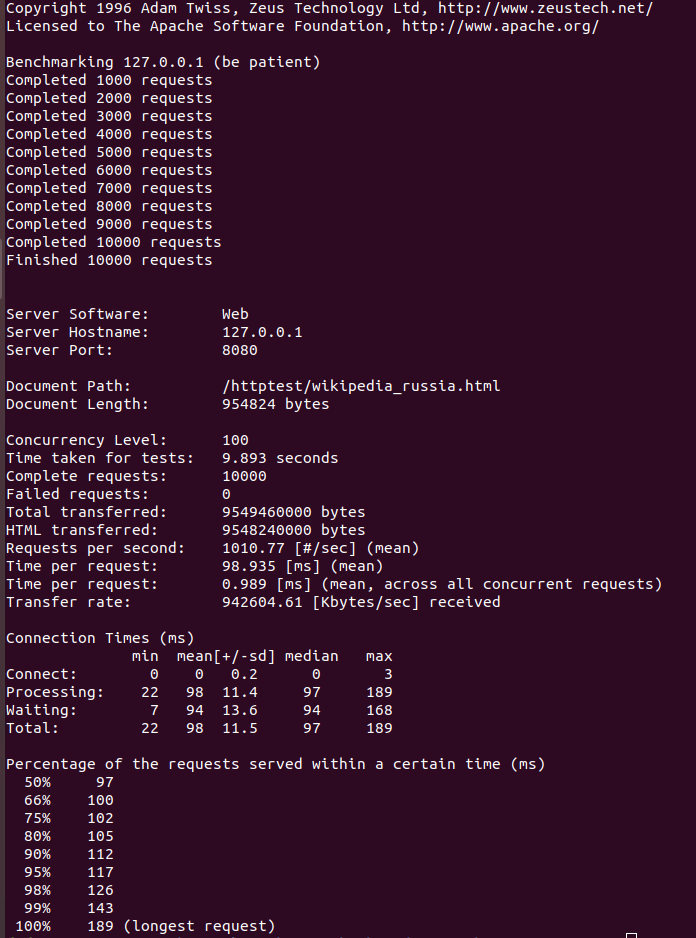 Copyright 1996 Adam Twiss, Zeus Technology Ltd, http://www.zeustech.net/
Licensed to The Apache Software Foundation, http://www.apache.org/

Benchmarking 127.0.0.1 (be patient)
Completed 1000 requests
Completed 2000 requests
Completed 3000 requests
Completed 4000 requests
Completed 5000 requests
Completed 6000 requests
Completed 7000 requests
Completed 8000 requests
Completed 9000 requests
Completed 10000 requests
Finished 10000 requests


Server Software:        Web
Server Hostname:        127.0.0.1
Server Port:            8080

Document Path:          /httptest/wikipedia_russia.html
Document Length:        954824 bytes

Concurrency Level:      100
Time taken for tests:   9.893 seconds
Complete requests:      10000
Failed requests:        0
Total transferred:      9549460000 bytes
HTML transferred:       9548240000 bytes
Requests per second:    1010.77 [#/sec] (mean)
Time per request:       98.935 [ms] (mean)
Time per request:       0.989 [ms] (mean, across all concurrent requests)
Transfer rate:          942604.61 [Kbytes/sec] received

Connection Times (ms)
              min  mean[+/-sd] median   max
Connect:        0    0   0.2      0       3
Processing:    22   98  11.4     97     189
Waiting:        7   94  13.6     94     168
Total:         22   98  11.5     97     189

Percentage of the requests served within a certain time (ms)
  50%     97
  66%    100
  75%    102
  80%    105
  90%    112
  95%    117
  98%    126
  99%    143
 100%    189 (longest request)